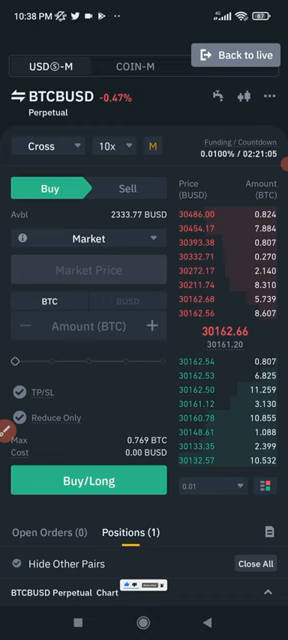 10:38 PM
87
Back to live
USDⓈ-M COIN-M
BTCBUSD -0.47%
Perpetual
Cross 10x M
Funding / Countdown
0.0100% / 02:21:05
Buy Sell
Avbl 2333.77 BUSD
Market
Market Price
BTC BUSD
Amount (BTC)
TP/SL
Reduce Only
Max 0.769 BTC
Cost 0.00 BUSD
Buy/Long
Price (BUSD) Amount (BTC)
30486.00 0.824
30454.17 7.884
30393.38 0.807
30332.71 0.270
30272.17 2.140
30211.74 8.310
30162.68 5.739
30162.56 8.607
30162.66
30161.20
30162.54 0.807
30162.53 6.825
30162.50 11.259
30161.12 3.130
30160.78 10.855
30148.61 1.088
30133.35 2.399
30132.57 10.532
0.01
Open Orders (0) Positions (1)
Hide Other Pairs Close All
BTCBUSD Perpetual Chart